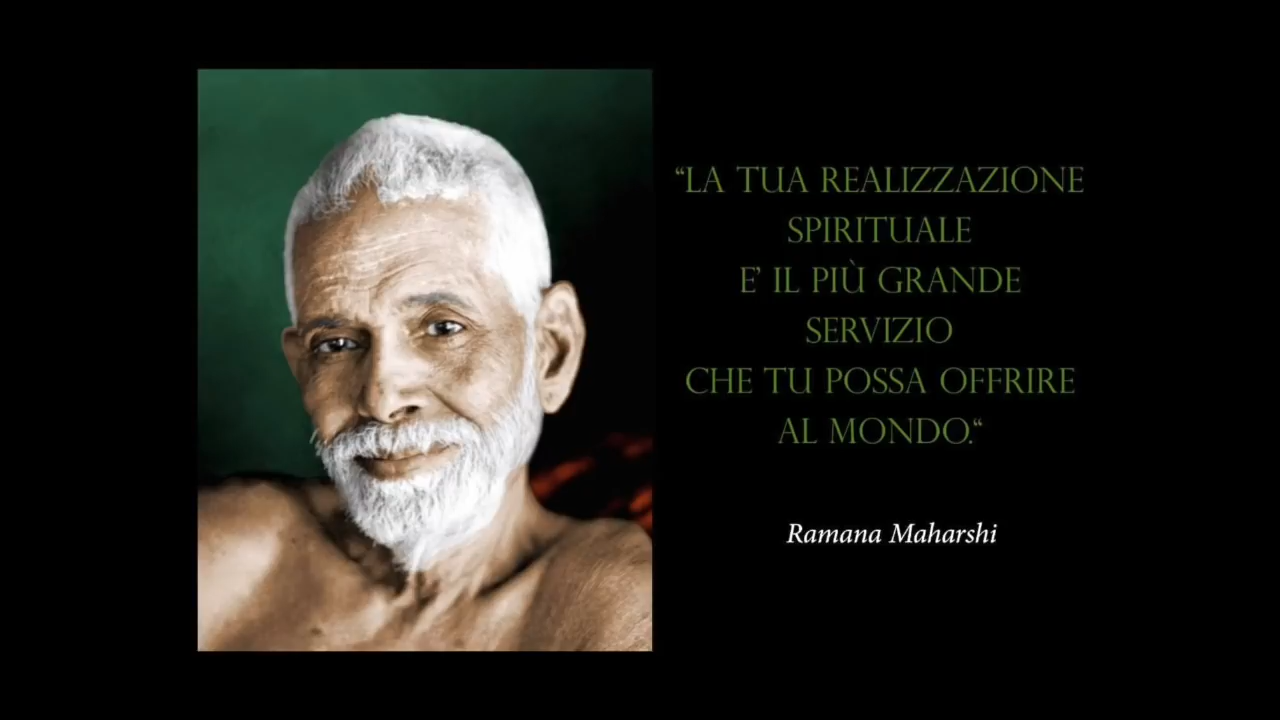 “LA TUA REALIZZAZIONE
SPIRITUALE
E’ IL PIÙ GRANDE
SERVIZIO
CHE TU POSSA OFFRIRE
AL MONDO.“
Ramana Maharshi